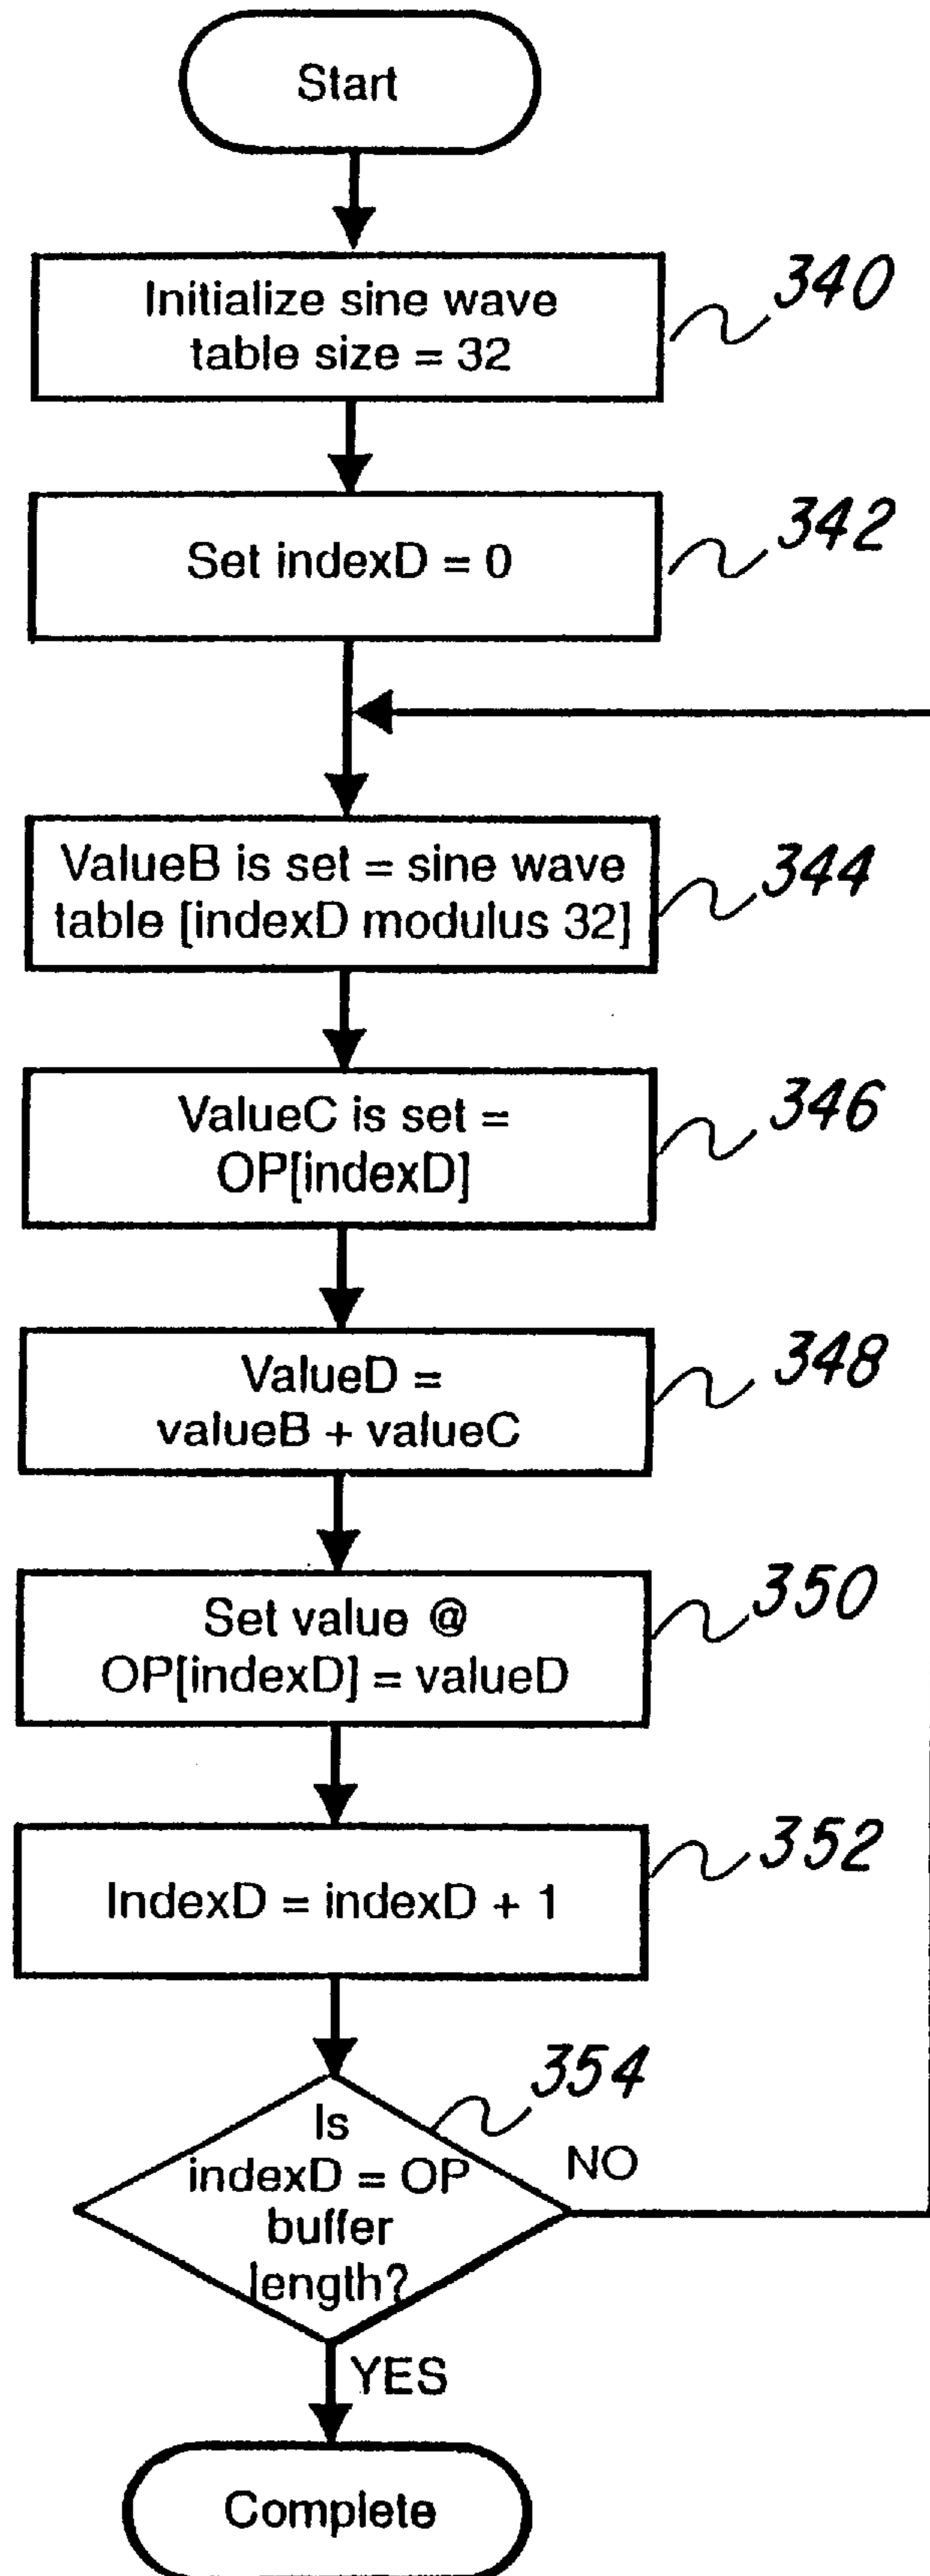 Start
Initialize sine wave
table size = 32
340
Set indexD = 0
342
ValueB is set = sine wave
table [indexD modulus 32]
344
ValueC is set =
OP[indexD]
346
ValueD =
valueB + valueC
348
Set value @
OP[indexD] = valueD
350
IndexD = indexD + 1
352
354
Is
indexD = OP
buffer
length?
NO
YES
Complete